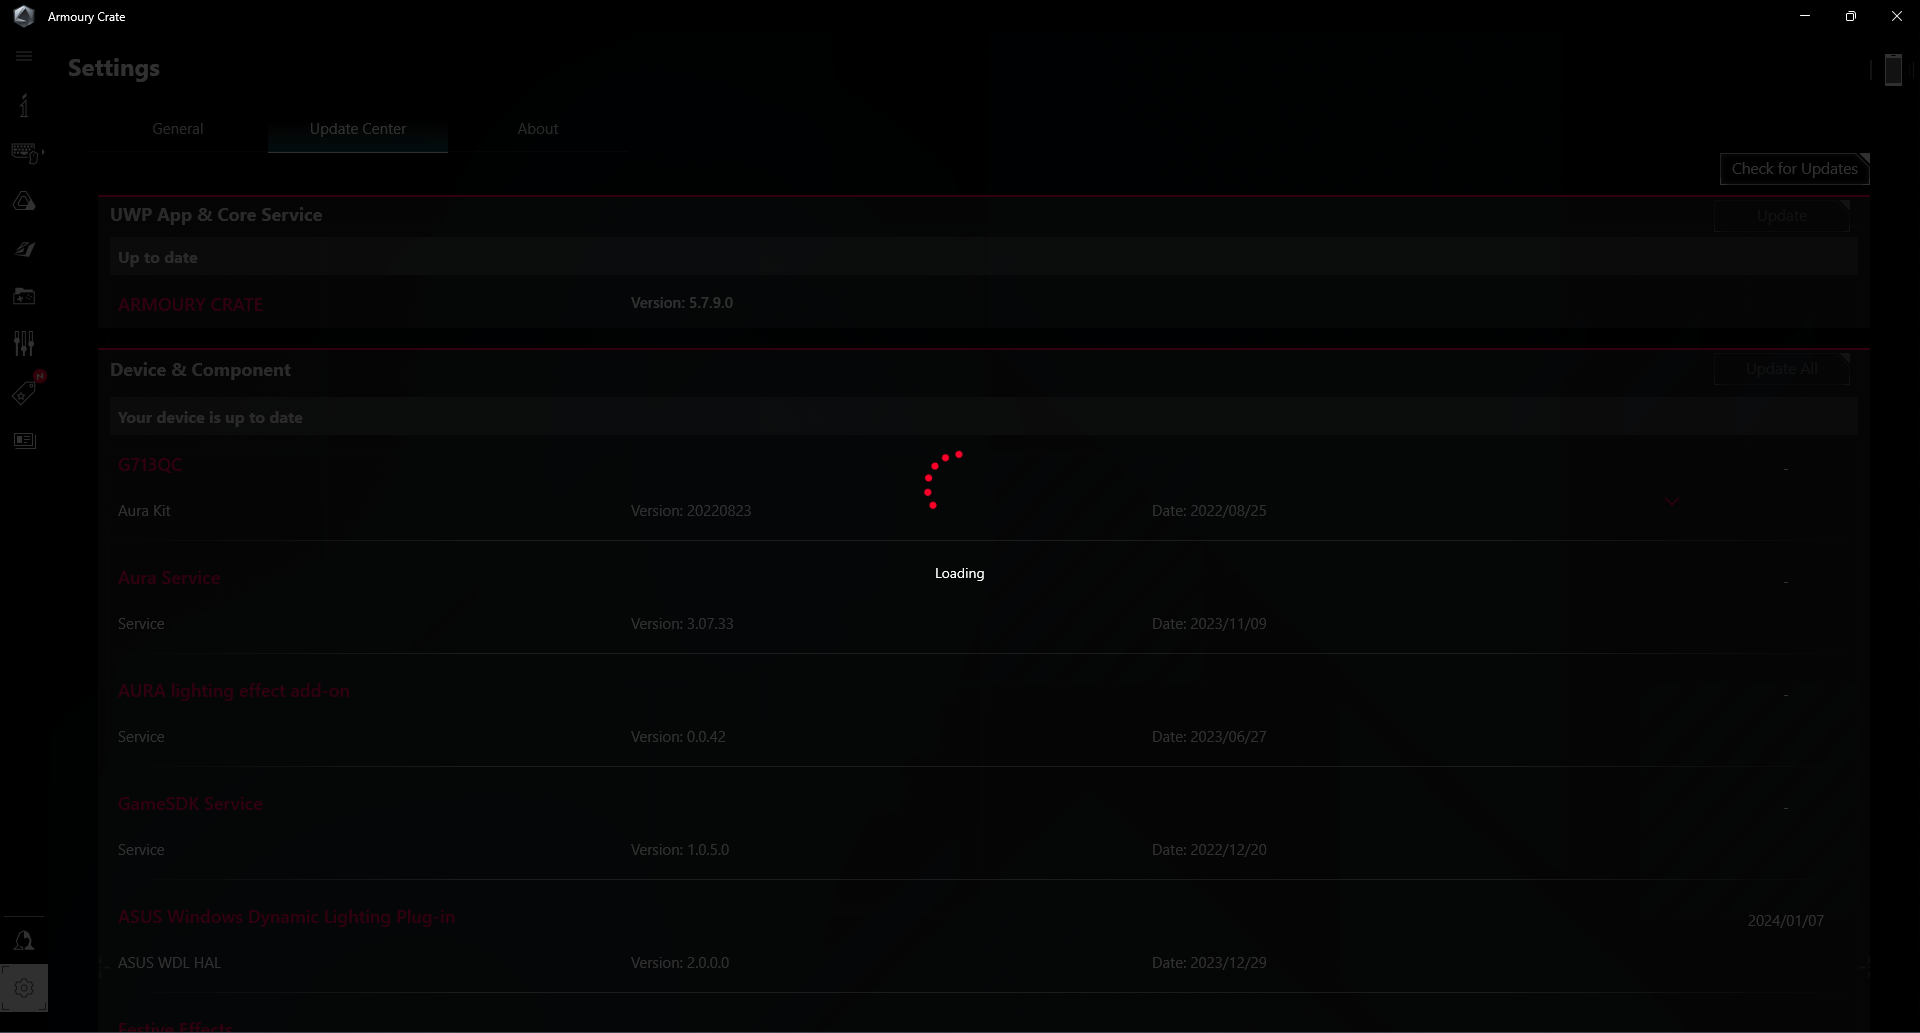 Armoury Crate
Settings
General
Update Center
About
Check for Updates
UWP App & Core Service
Update
Up to date
ARMOURY CRATE
Version: 5.7.9.0
Device & Component
Update All
Your device is up to date
G713QC
-
Aura Kit
Version: 20220823
Date: 2022/08/25
Aura Service
-
Service
Version: 3.07.33
Date: 2023/11/09
Loading
AURA lighting effect add-on
-
Service
Version: 0.0.42
Date: 2023/06/27
GameSDK Service
-
Service
Version: 1.0.5.0
Date: 2022/12/20
ASUS Windows Dynamic Lighting Plug-in
2024/01/07
ASUS WDL HAL
Version: 2.0.0.0
Date: 2023/12/29
Festive Effects